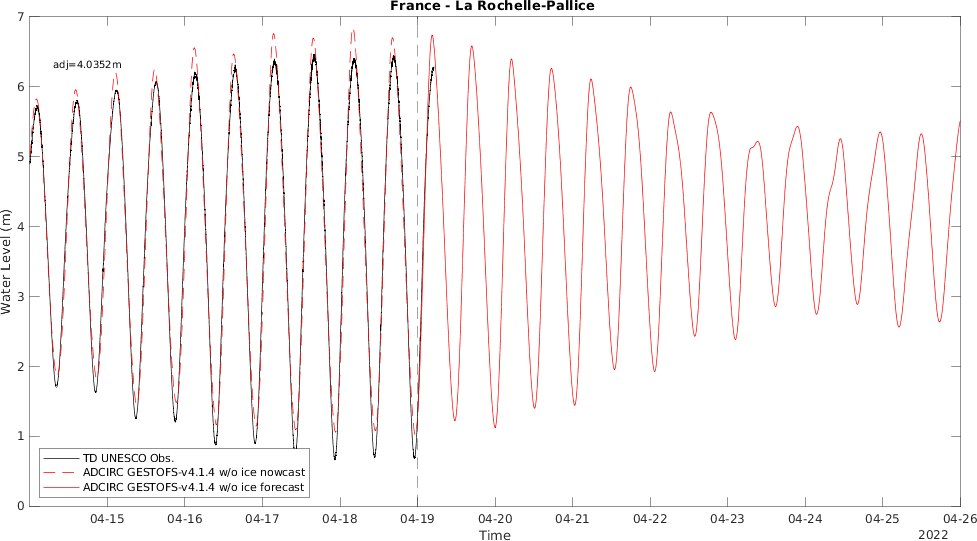 France - La Rochelle-Pallice
7
6
5
4
3
2
1
0
Water Level (m)
adj=4.0352m
TD UNESCO Obs.
ADCIRC GESTOFS-v4.1.4 w/o ice nowcast
ADCIRC GESTOFS-v4.1.4 w/o ice forecast
04-15 04-16 04-17 04-18 04-19 04-20 04-21 04-22 04-23 04-24 04-25 04-26
Time
2022